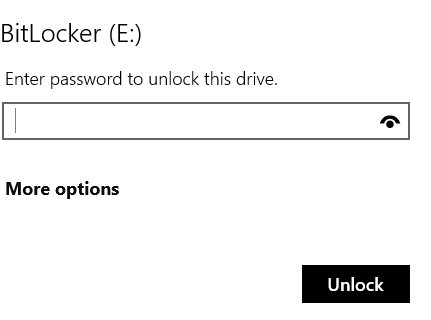 BitLocker (E:)
Enter password to unlock this drive.
More options
Unlock